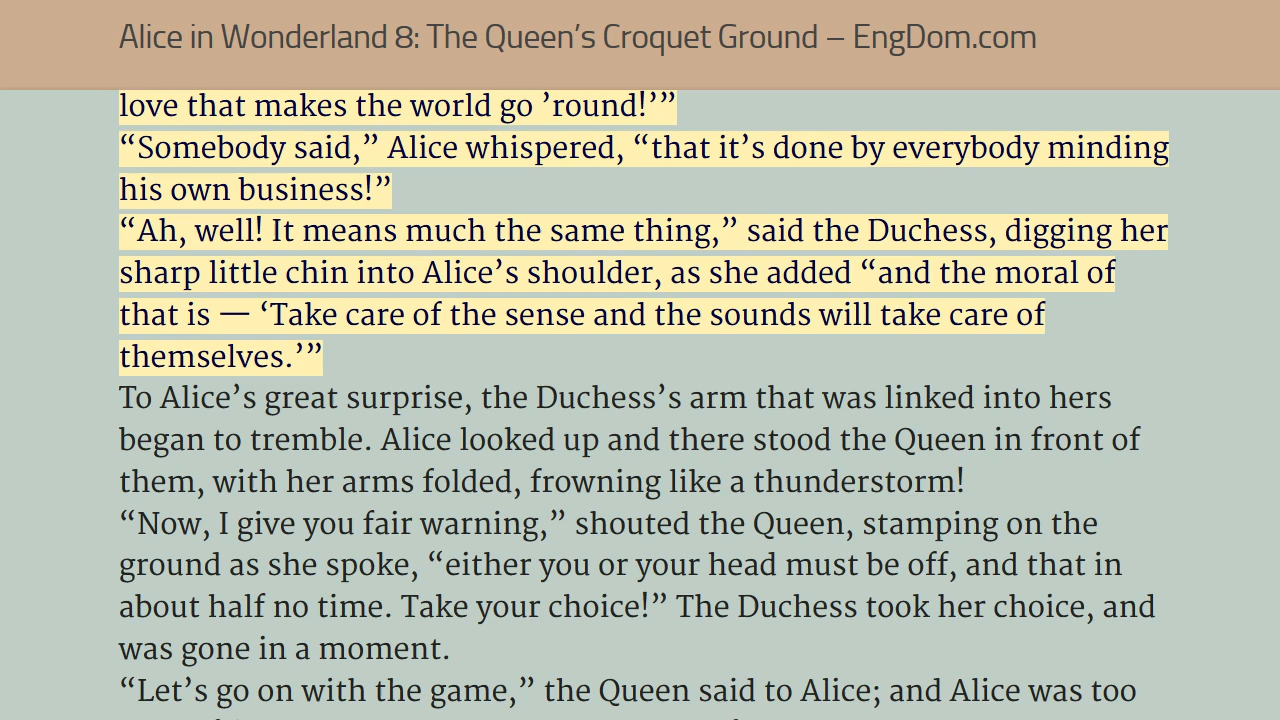 Alice in Wonderland 8: The Queen’s Croquet Ground – EngDom.com
love that makes the world go ’round!’”
“Somebody said,” Alice whispered, “that it’s done by everybody minding
his own business!”
“Ah, well! It means much the same thing,” said the Duchess, digging her
sharp little chin into Alice’s shoulder, as she added “and the moral of
that is — ‘Take care of the sense and the sounds will take care of
themselves.’”
To Alice’s great surprise, the Duchess’s arm that was linked into hers
began to tremble. Alice looked up and there stood the Queen in front of
them, with her arms folded, frowning like a thunderstorm!
“Now, I give you fair warning,” shouted the Queen, stamping on the
ground as she spoke, “either you or your head must be off, and that in
about half no time. Take your choice!” The Duchess took her choice, and
was gone in a moment.
“Let’s go on with the game,” the Queen said to Alice; and Alice was too